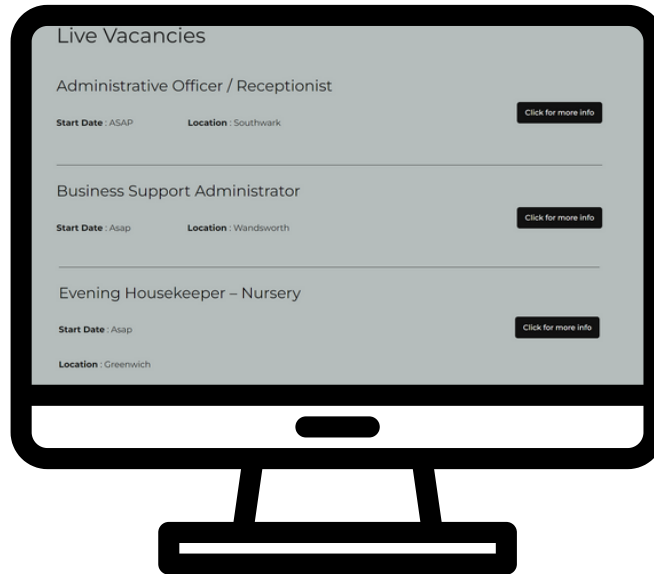 Live Vacancies
Administrative Officer / Receptionist
Click for more info
Start Date : ASAP Location : Southwark
Business Support Administrator
Click for more info
Start Date : Asap Location : Wandsworth
Evening Housekeeper – Nursery
Start Date : Asap
Click for more info
Location : Greenwich